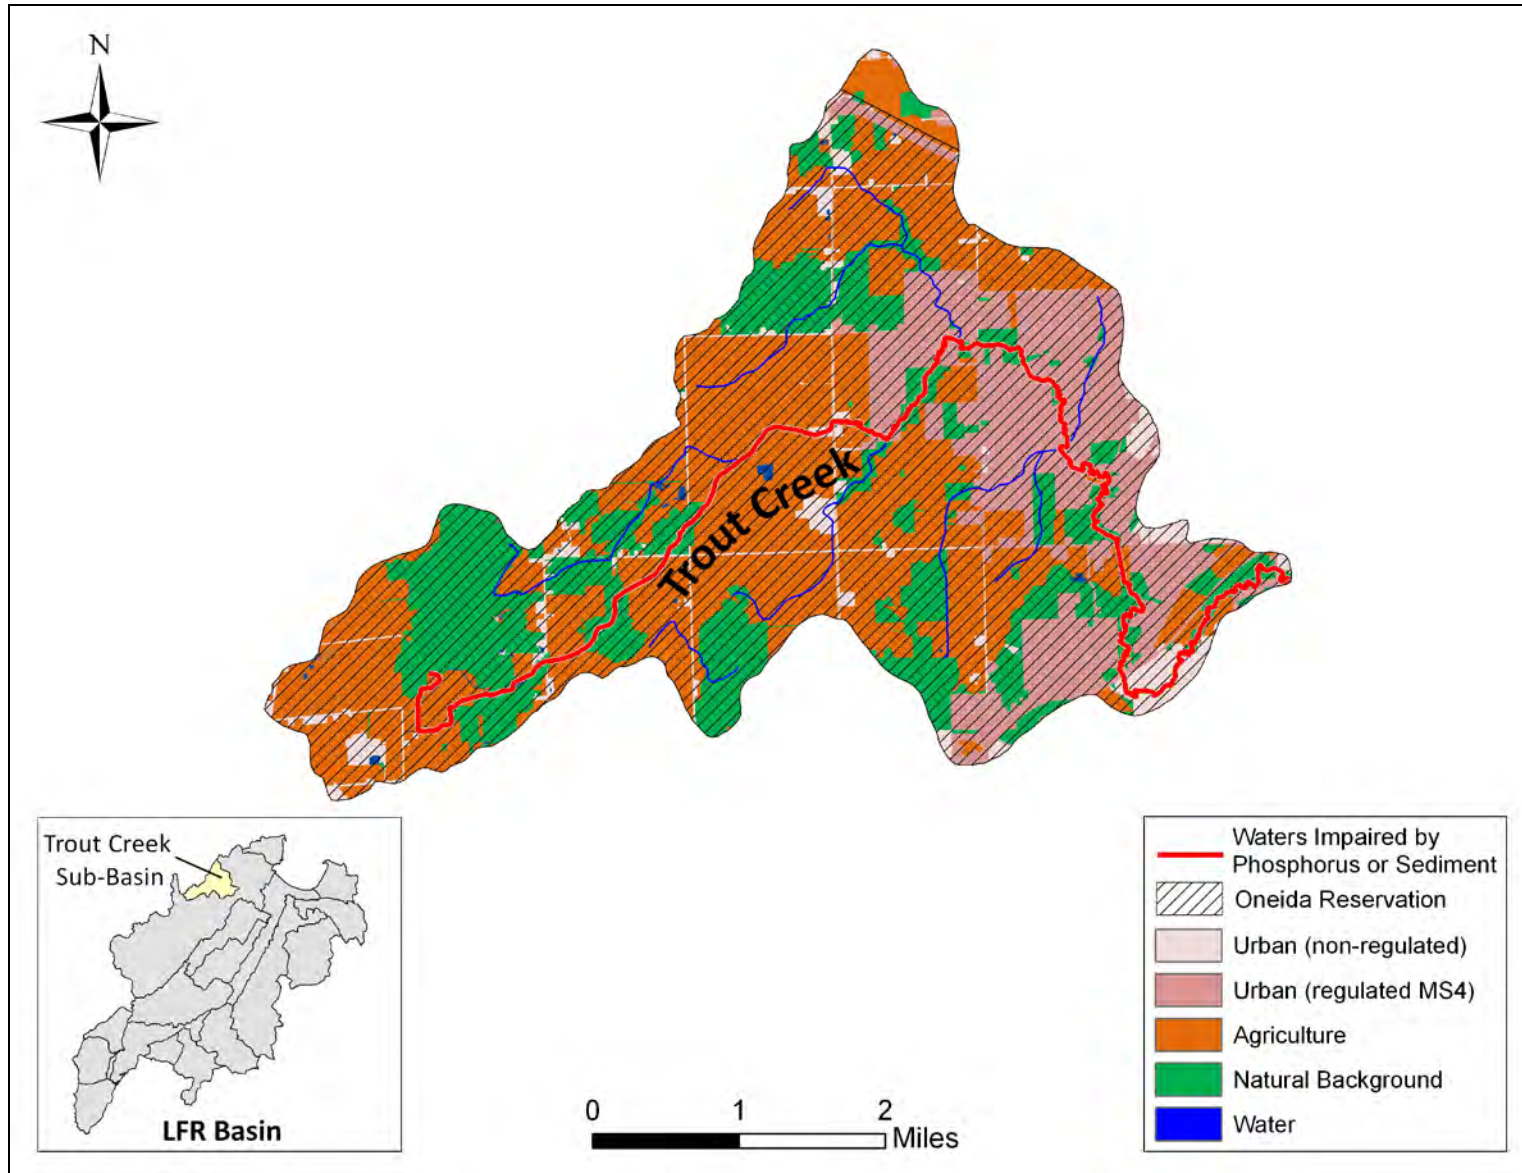 N
Trout Creek
Trout Creek
Sub-Basin
LFR Basin
0 1 2
Miles
Waters Impaired by
Phosphorus or Sediment
Oneida Reservation
Urban (non-regulated)
Urban (regulated MS4)
Agriculture
Natural Background
Water